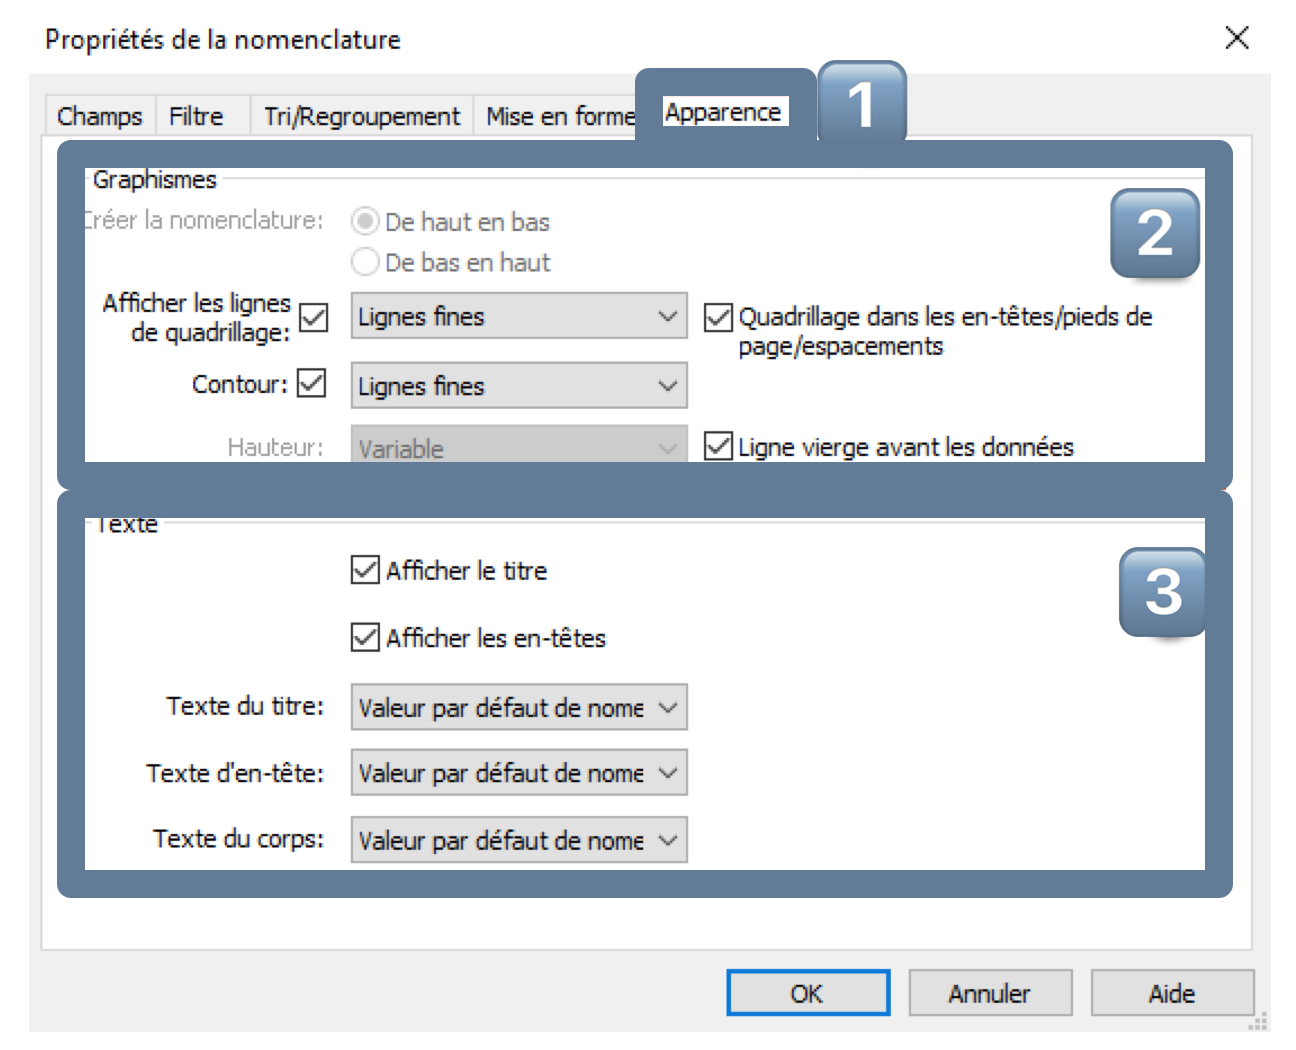 Propriétés de la nomenclature
Champs Filtre Tri/Regroupement Mise en forme Apparence 1
Graphismes
2
Créer la nomenclature: De haut en bas
De bas en haut
Afficher les lignes de quadrillage: Lignes fines Quadrillage dans les en-têtes/pieds de page/espacements
Contour: Lignes fines
Hauteur: Variable Ligne vierge avant les données
Texte
3
Afficher le titre
Afficher les en-têtes
Texte du titre: Valeur par défaut de nome
Texte d'en-tête: Valeur par défaut de nome
Texte du corps: Valeur par défaut de nome
OK Annuler Aide